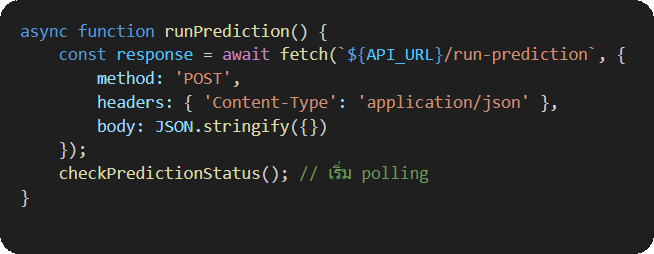 async function runPrediction() {
    const response = await fetch(`${API_URL}/run-prediction`, {
        method: 'POST',
        headers: { 'Content-Type': 'application/json' },
        body: JSON.stringify({})
    });
    checkPredictionStatus(); // เริ่ม polling
}